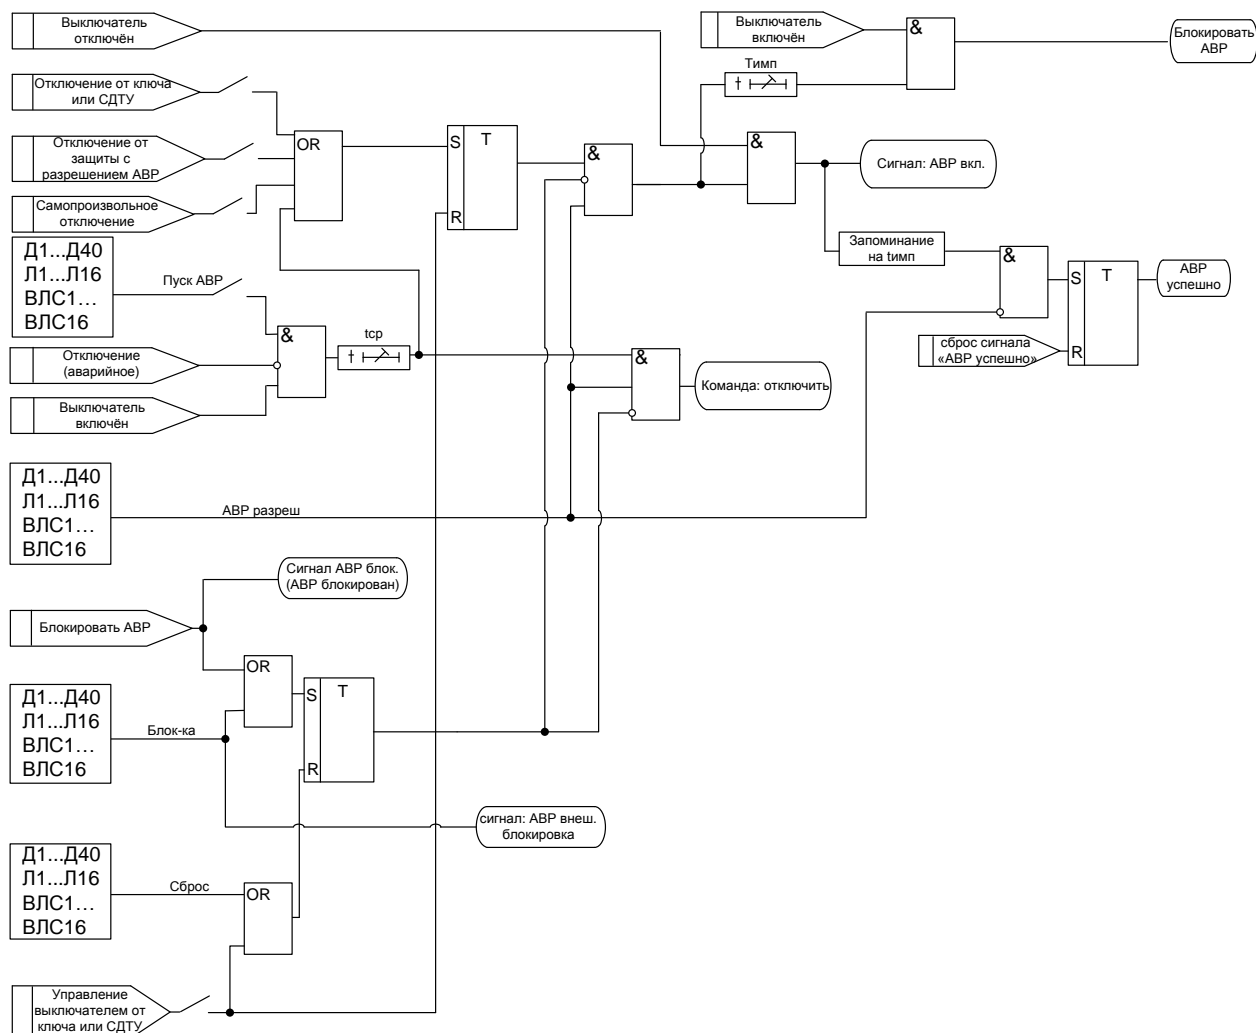 Выключатель
отключён
Выключатель
включён
&
Блокировать
АВР
Тимп
Отключение от ключа
или СДТУ
OR
S
T
R
Отключение от
защиты с
разрешением АВР
&
&
Сигнал: АВР вкл.
Самопроизвольное
отключение
Д1...Д40
Л1...Л16
ВЛС1...
ВЛС16
Пуск АВР
Запоминание
на tимп
&
S
T
R
АВР
успешно
&
tср
Отключение
(аварийное)
&
сброс сигнала
«АВР успешно»
Команда: отключить
Выключатель
включён
Д1...Д40
Л1...Л16
ВЛС1...
ВЛС16
АВР разреш
Сигнал АВР блок.
(АВР блокирован)
Блокировать АВР
OR
S
T
R
Д1...Д40
Л1...Л16
ВЛС1...
ВЛС16
Блок-ка
сигнал: АВР внеш.
блокировка
Д1...Д40
Л1...Л16
ВЛС1...
ВЛС16
Сброс
OR
Управление
выключателем от
ключа или СДТУ